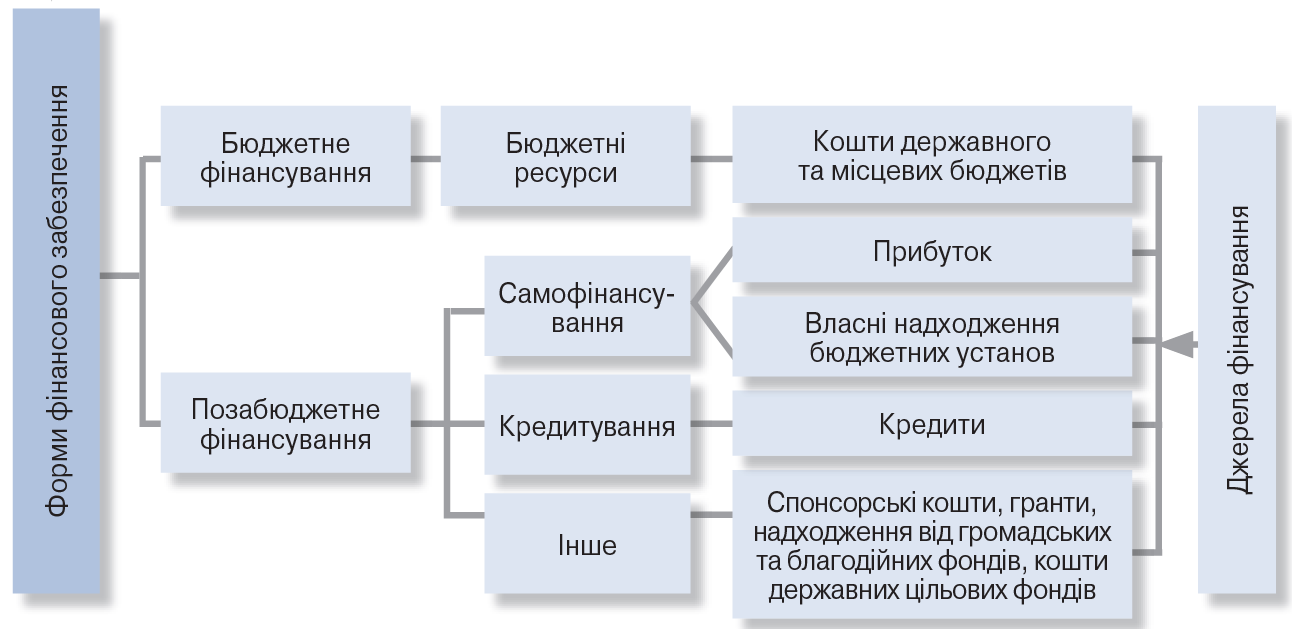 Форми фінансового забезпечення
Бюджетне
фінансування
Бюджетні
ресурси
Кошти державного
та місцевих бюджетів
Позабюджетне
фінансування
Самофінансу-
вання
Прибуток
Власні надходження
бюджетних установ
Кредитування
Кредити
Інше
Спонсорські кошти, гранти,
надходження від громадських
та благодійних фондів, кошти
державних цільових фондів
Джерела фінансування